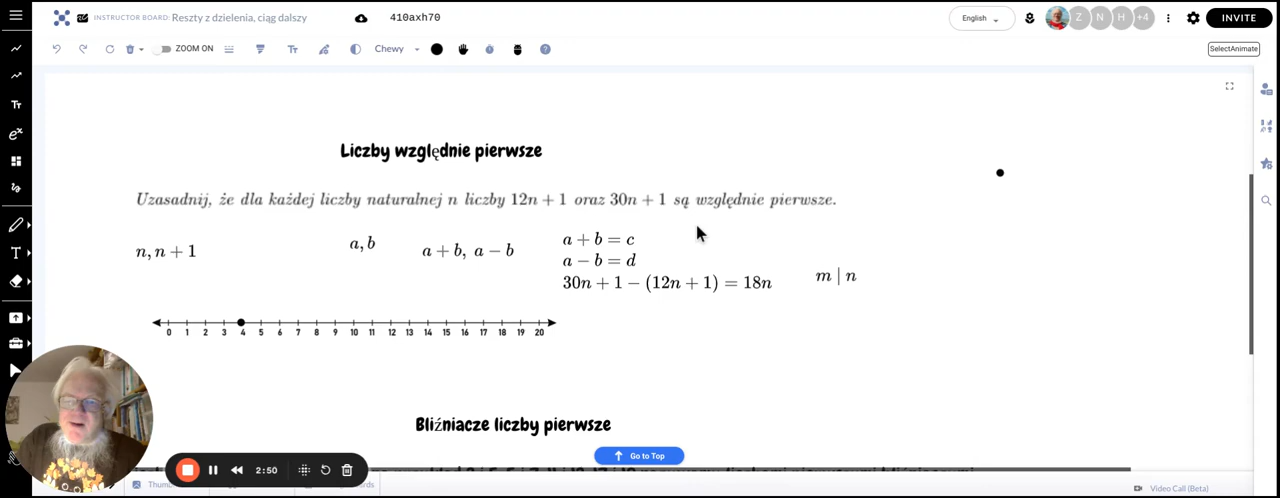 INSTRUCTOR BOARD: Reszty z dzielenia, ciąg dalszy
410axh70
English
Z N H +4
INVITE
ZOOM ON
Chewy
SelectAnimate
Liczby względnie pierwsze
Uzasadnij, że dla każdej liczby naturalnej n liczby 12n + 1 oraz 30n + 1 są względnie pierwsze.
n, n + 1
a, b
a + b, a − b
a + b = c
a − b = d
30n + 1 − (12n + 1) = 18n
m | n
0 1 2 3 4 5 6 7 8 9 10 11 12 13 14 15 16 17 18 19 20
Bliźniacze liczby pierwsze
Go to Top
2:50
Video Call (Beta)